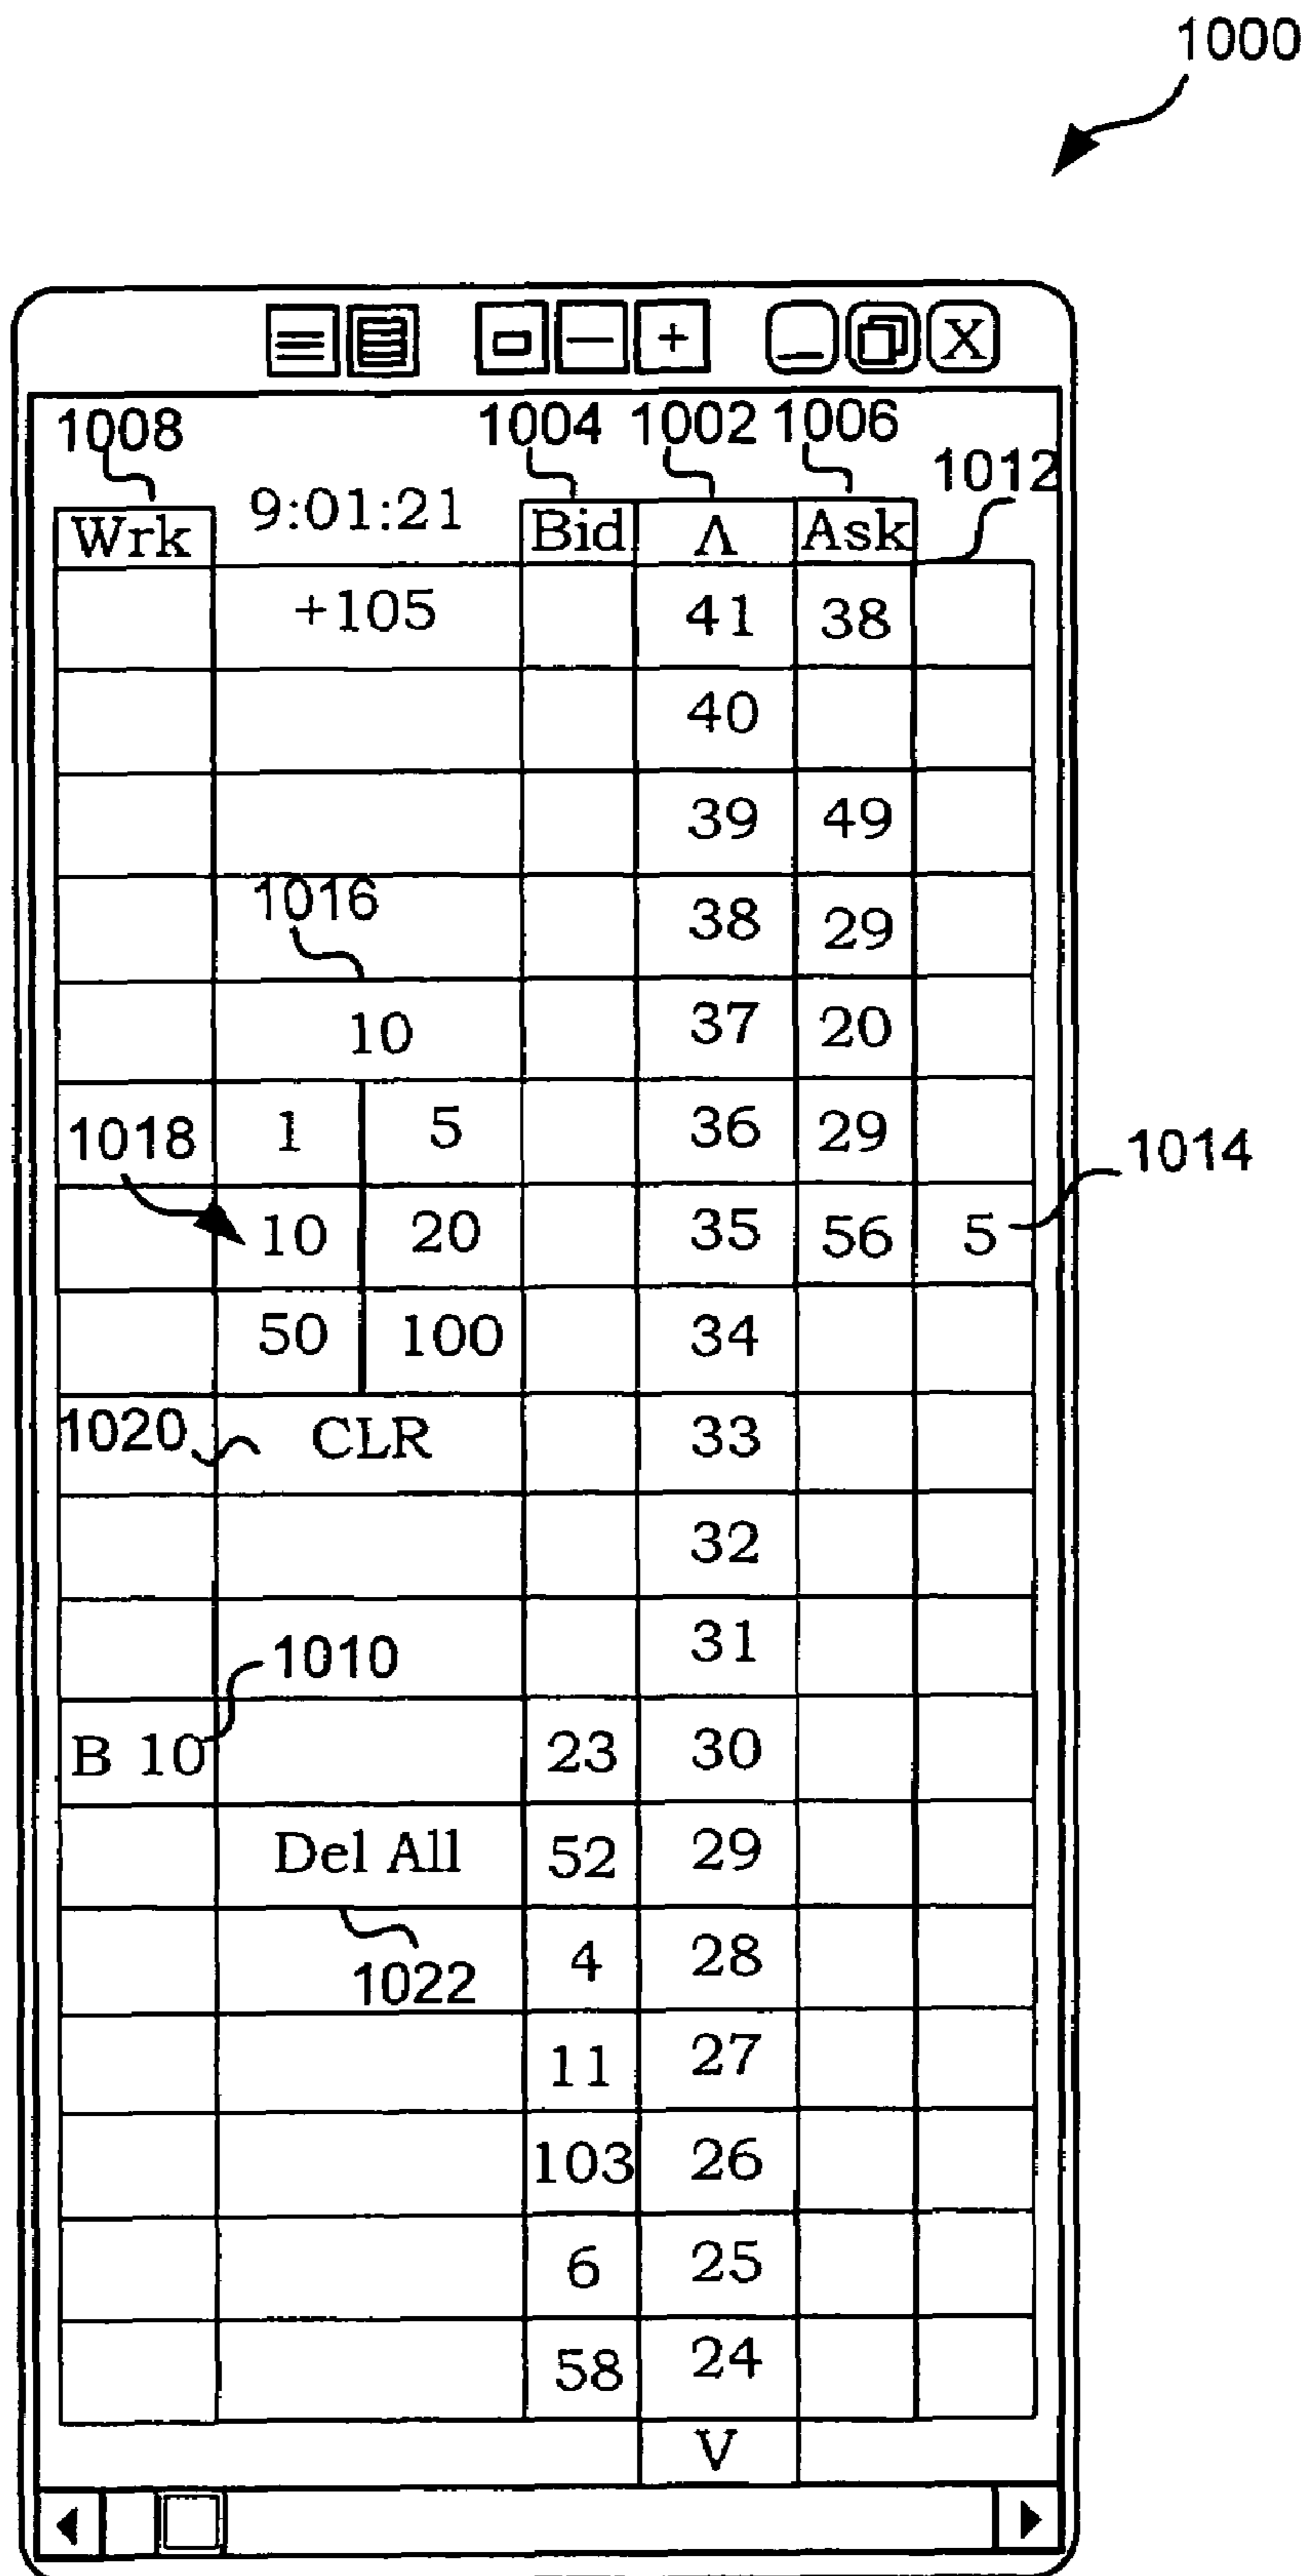 1000
X
1008 1004 1002 1006 1012
Wrk 9:01:21 Bid Λ Ask
+105 41 38
40
39 49
1016 38 29
10 37 20
1018 1 5 36 29 1014
10 20 35 56 5
50 100 34
1020 CLR 33
32
1010 31
B 10 23 30
Del All 52 29
1022 4 28
11 27
103 26
6 25
58 24
V